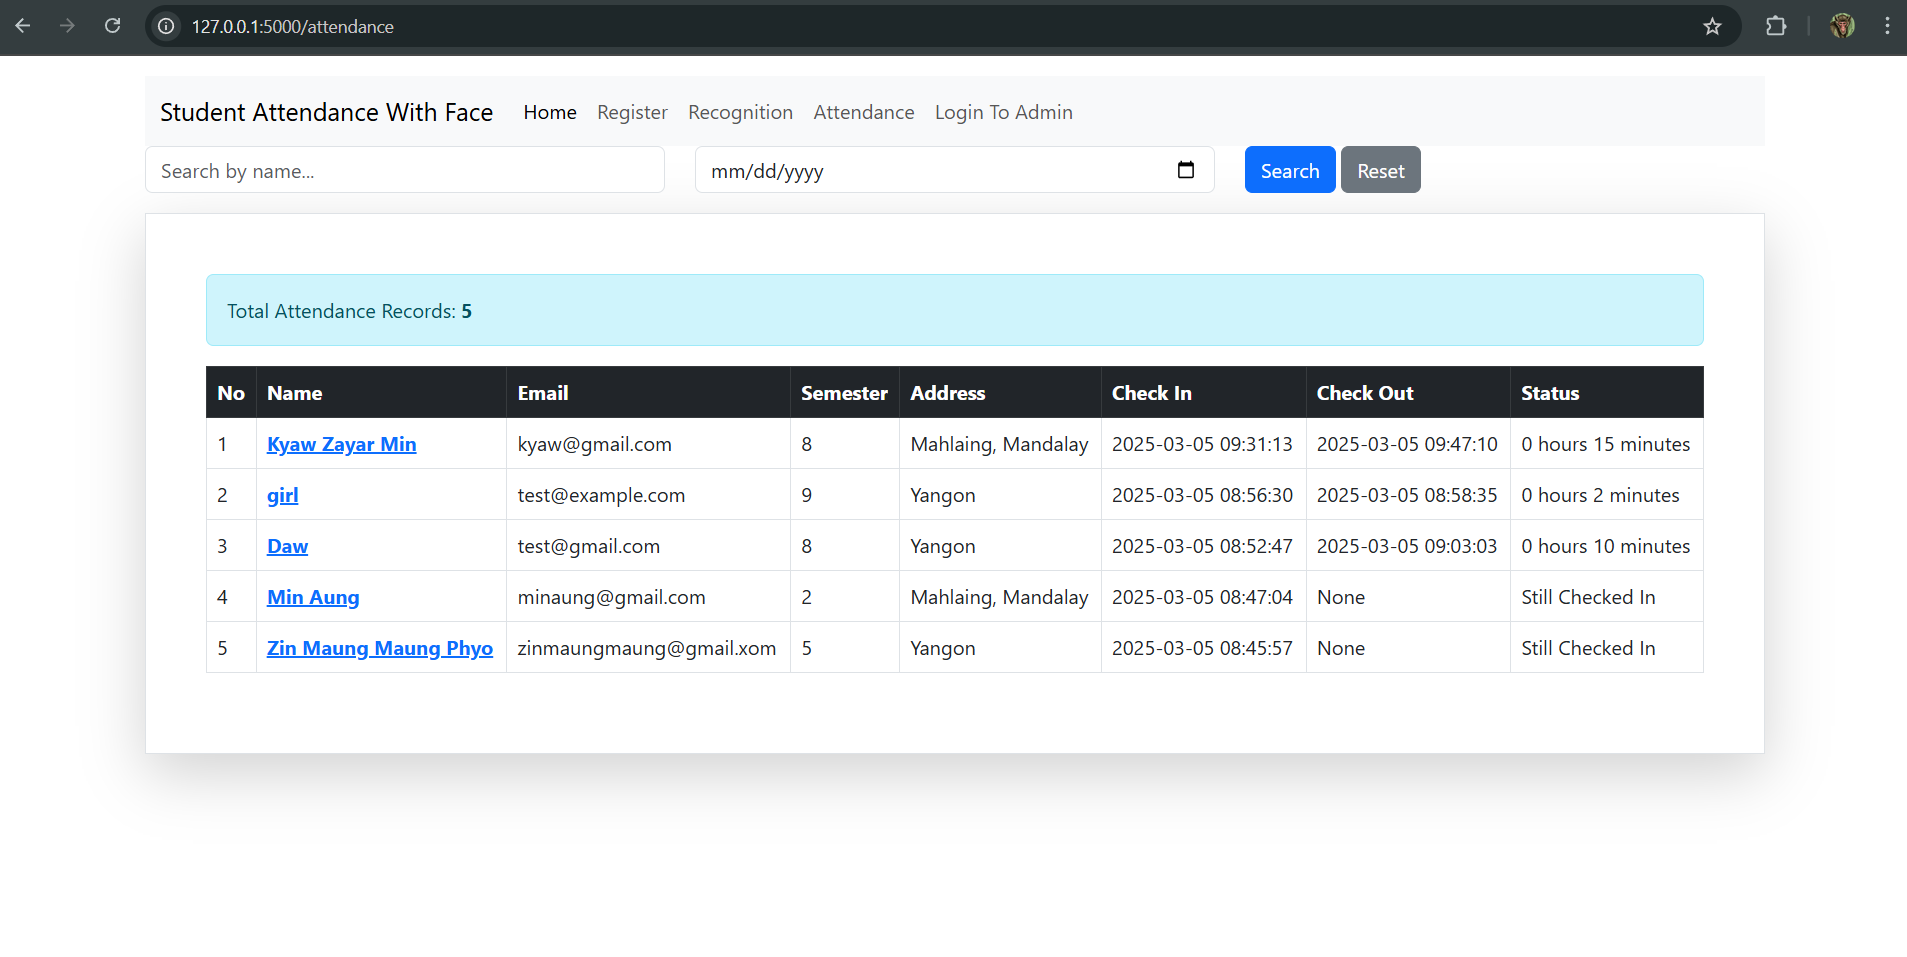 127.0.0.1:5000/attendance
Student Attendance With Face Home Register Recognition Attendance Login To Admin
Search by name... mm/dd/yyyy Search Reset
Total Attendance Records: 5
No Name Email Semester Address Check In Check Out Status
1 Kyaw Zayar Min kyaw@gmail.com 8 Mahlaing, Mandalay 2025-03-05 09:31:13 2025-03-05 09:47:10 0 hours 15 minutes
2 girl test@example.com 9 Yangon 2025-03-05 08:56:30 2025-03-05 08:58:35 0 hours 2 minutes
3 Daw test@gmail.com 8 Yangon 2025-03-05 08:52:47 2025-03-05 09:03:03 0 hours 10 minutes
4 Min Aung minaung@gmail.com 2 Mahlaing, Mandalay 2025-03-05 08:47:04 None Still Checked In
5 Zin Maung Maung Phyo zinmaungmaung@gmail.xom 5 Yangon 2025-03-05 08:45:57 None Still Checked In